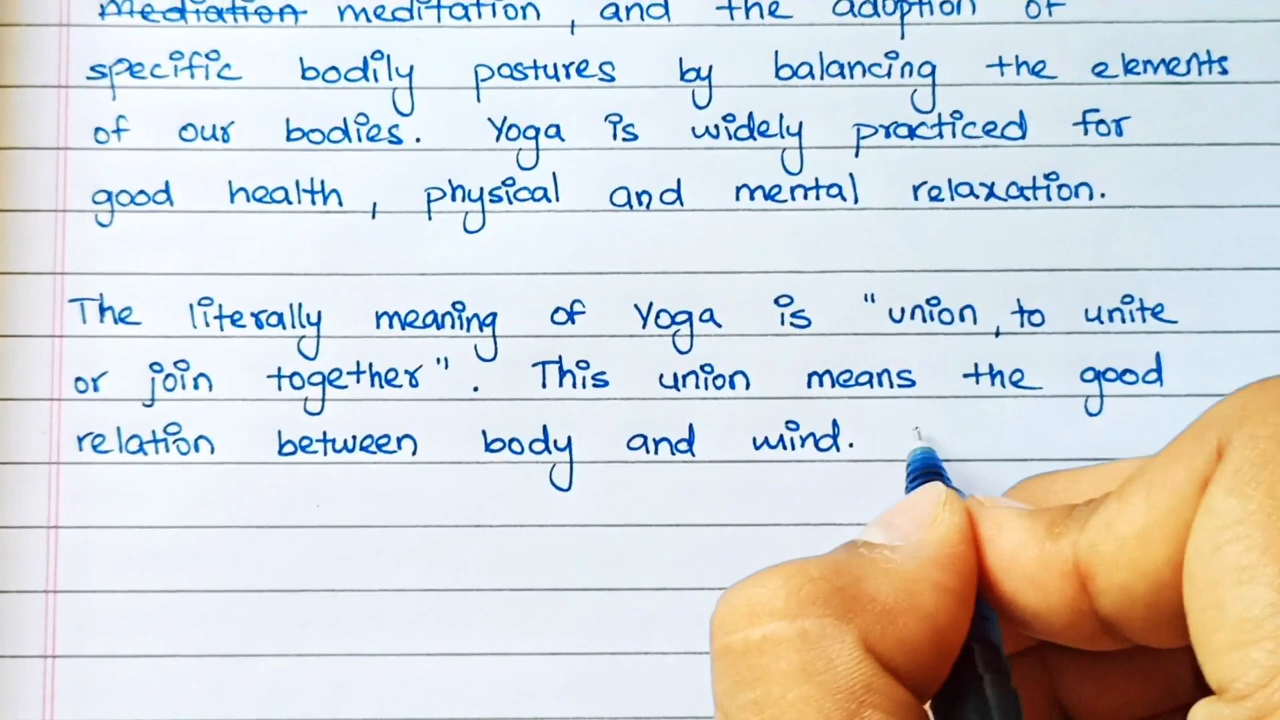 mediation meditation, and the adoption of
specific bodily postures by balancing the elements
of our bodies. Yoga is widely practiced for
good health, physical and mental relaxation.
The literally meaning of Yoga is "union, to unite
or join together". This union means the good
relation between body and mind.